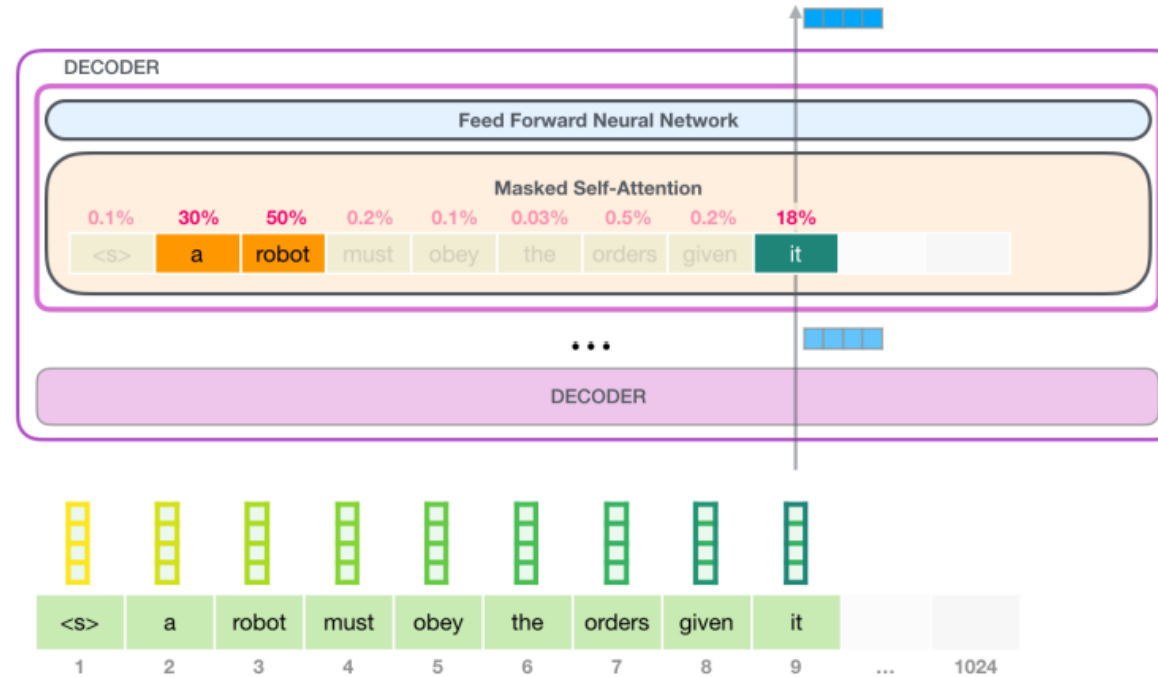 DECODER
Feed Forward Neural Network
Masked Self-Attention
0.1% 30% 50% 0.2% 0.1% 0.03% 0.5% 0.2% 18%
<s> a robot must obey the orders given it
...
DECODER
<s> a robot must obey the orders given it
1 2 3 4 5 6 7 8 9 ... 1024